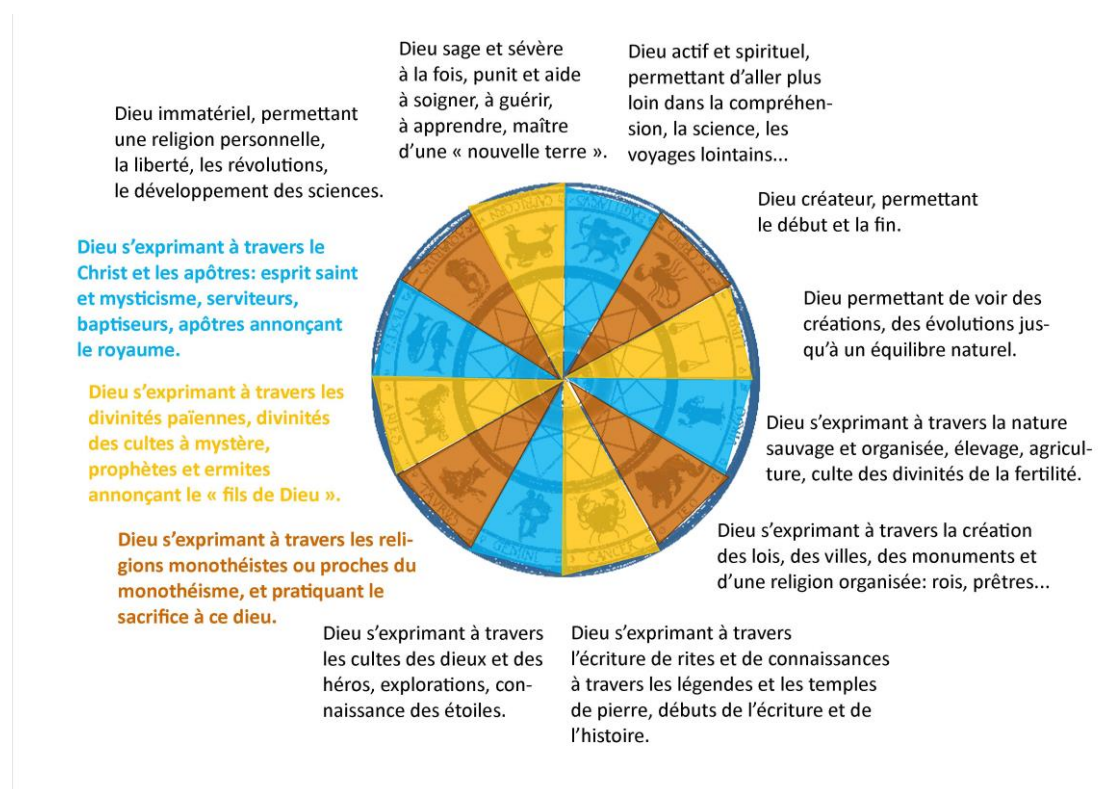 Dieu sage et sévère
à la fois, punit et aide
à soigner, à guérir,
à apprendre, maître
d'une « nouvelle terre ».
Dieu actif et spirituel,
permettant d'aller plus
loin dans la compréhen-
sion, la science, les
voyages lointains...
Dieu immatériel, permettant
une religion personnelle,
la liberté, les révolutions,
le développement des sciences.
Dieu créateur, permettant
le début et la fin.
Dieu s'exprimant à travers le
Christ et les apôtres: esprit saint
et mysticisme, serviteurs,
baptiseurs, apôtres annonçant
le royaume.
Dieu permettant de voir des
créations, des évolutions jus-
qu'à un équilibre naturel.
Dieu s'exprimant à travers les
divinités païennes, divinités
des cultes à mystère,
prophètes et ermites
annonçant le « fils de Dieu ».
Dieu s'exprimant à travers la nature
sauvage et organisée, élevage, agricul-
ture, culte des divinités de la fertilité.
Dieu s'exprimant à travers les reli-
gions monothéistes ou proches du
monothéisme, et pratiquant le
sacrifice à ce dieu.
Dieu s'exprimant à travers la création
des lois, des villes, des monuments et
d'une religion organisée: rois, prêtres...
Dieu s'exprimant à travers
les cultes des dieux et des
héros, explorations, con-
naissance des étoiles.
Dieu s'exprimant à travers
l'écriture de rites et de connaissances
à travers les légendes et les temples
de pierre, débuts de l'écriture et de
l'histoire.
CAPRICORN
AQUARIUS
ARIES
TAURUS
GEMINI
CANCER
LEO
VIRGO